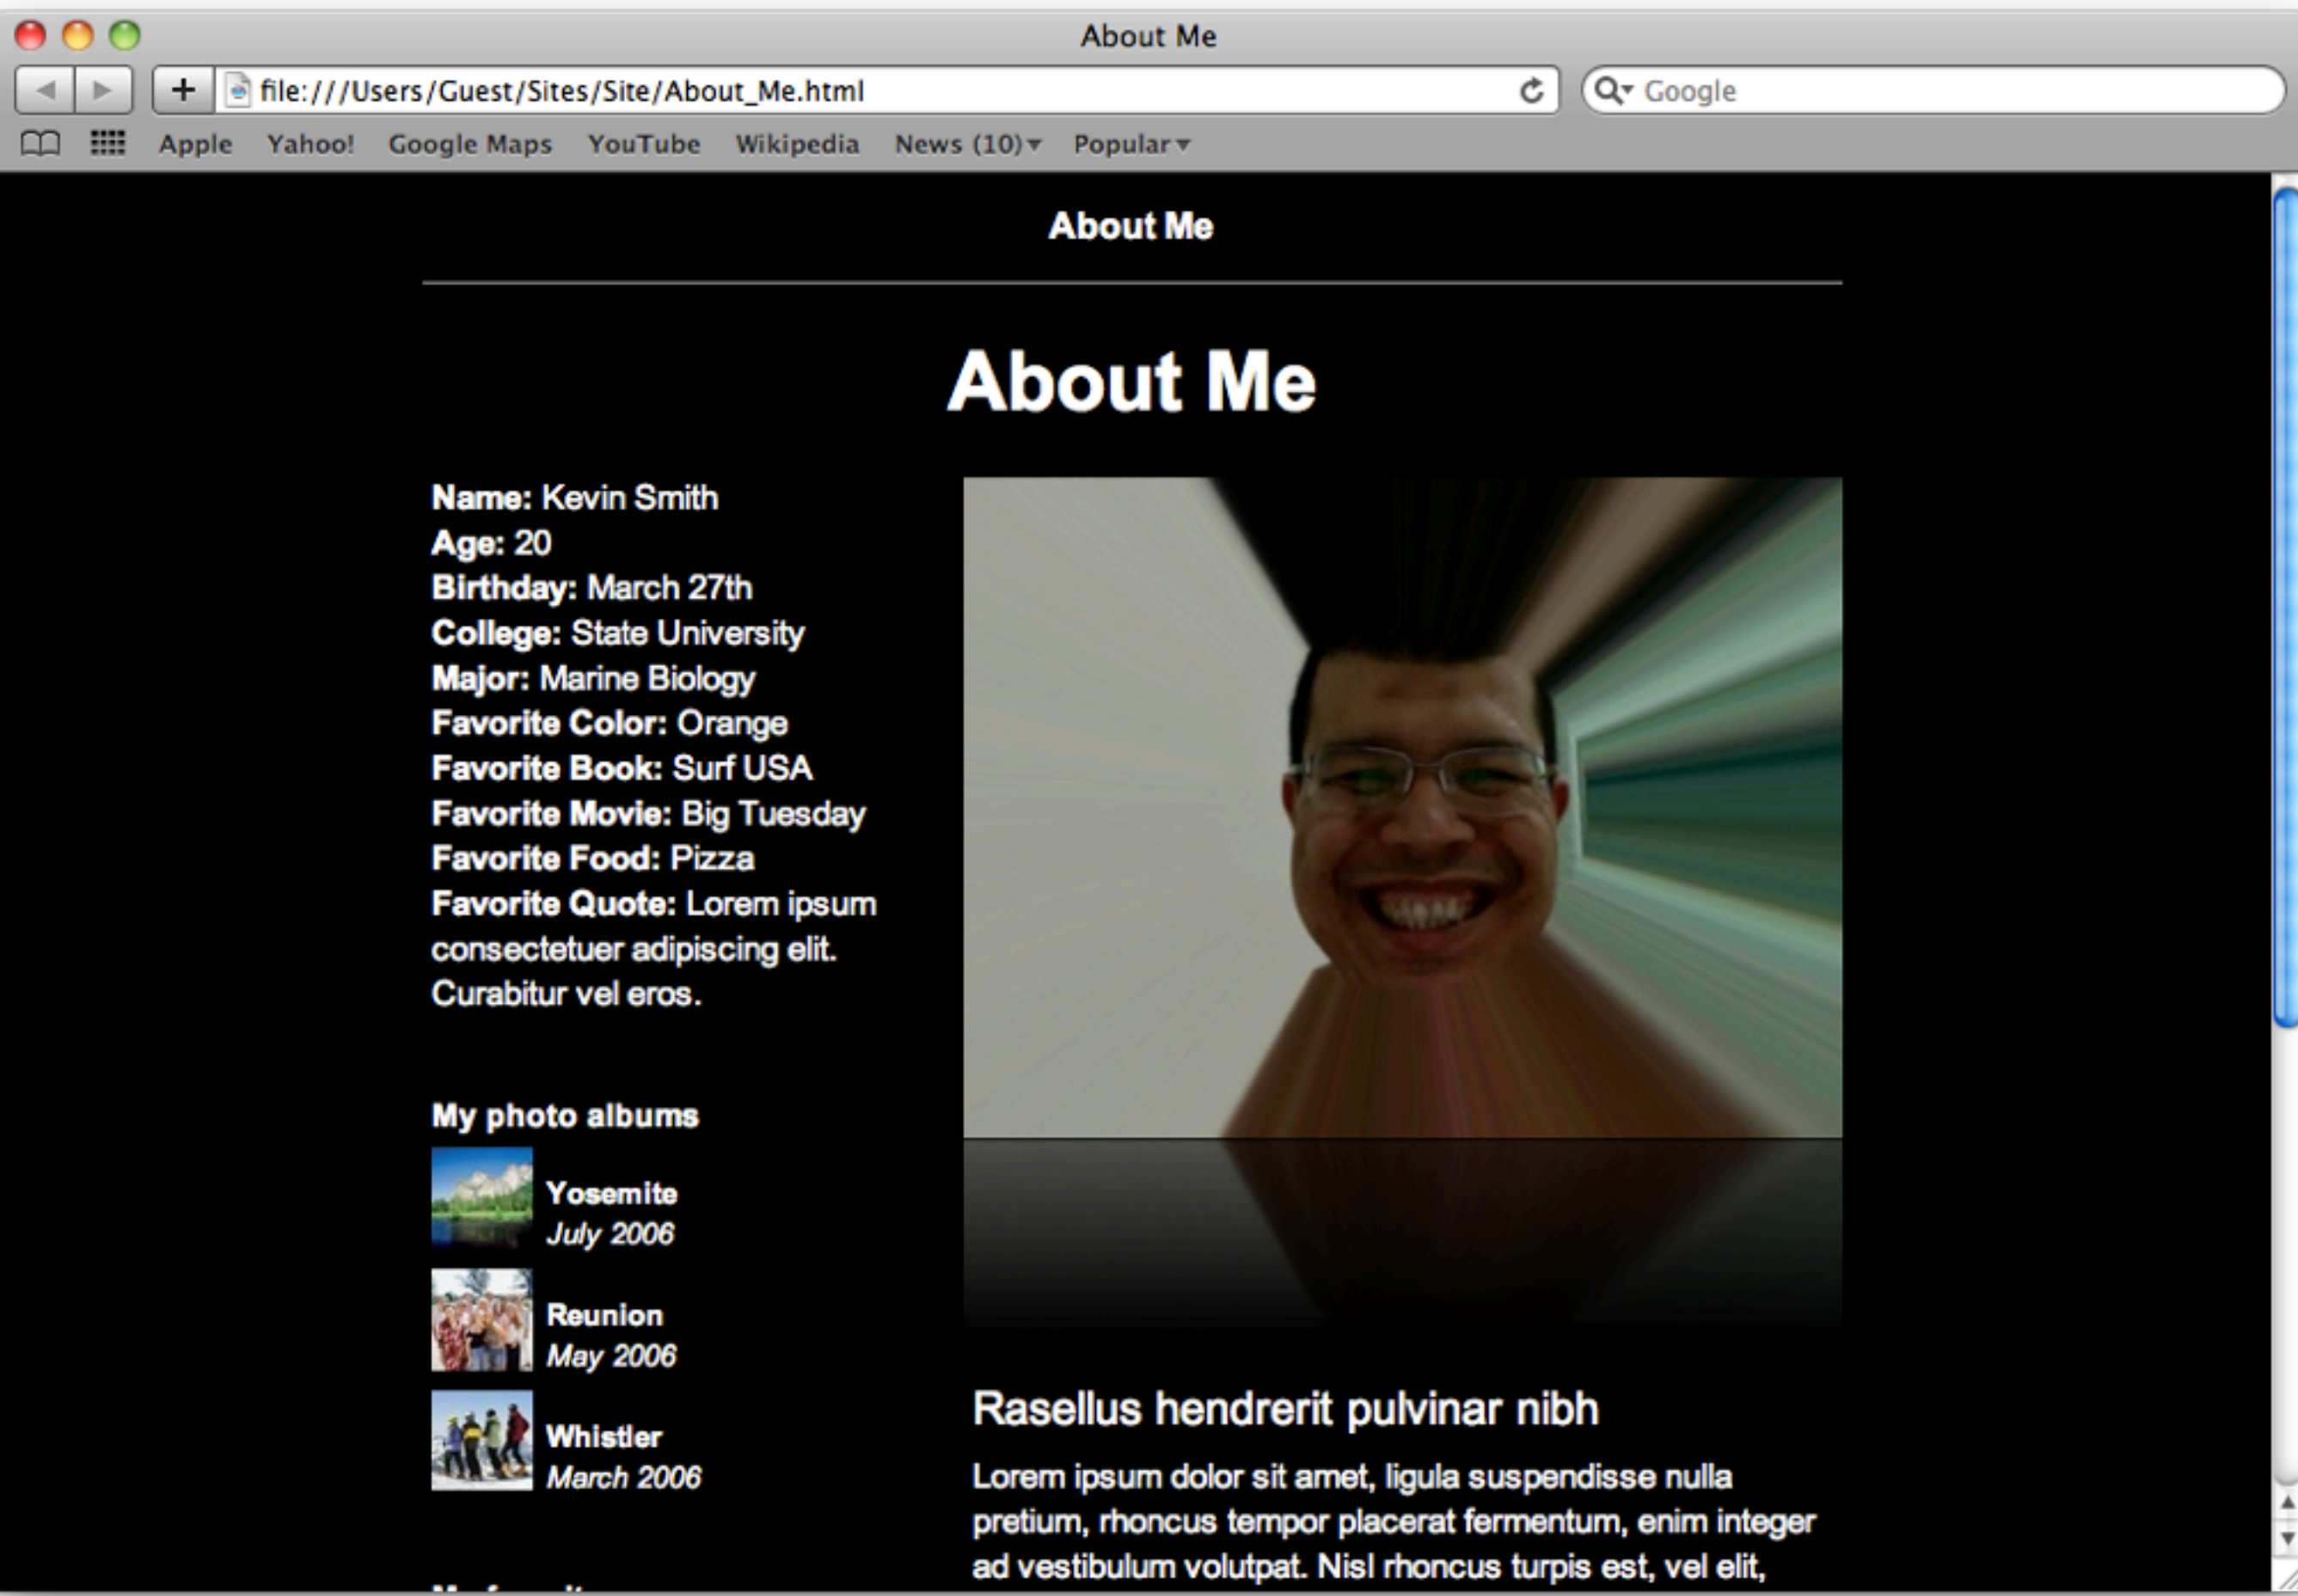 About Me
file:///Users/Guest/Sites/Site/About_Me.html
Google
Apple Yahoo! Google Maps YouTube Wikipedia News (10) Popular
About Me
About Me
Name: Kevin Smith
Age: 20
Birthday: March 27th
College: State University
Major: Marine Biology
Favorite Color: Orange
Favorite Book: Surf USA
Favorite Movie: Big Tuesday
Favorite Food: Pizza
Favorite Quote: Lorem ipsum
consectetuer adipiscing elit.
Curabitur vel eros.
My photo albums
Yosemite
July 2006
Reunion
May 2006
Whistler
March 2006
Rasellus hendrerit pulvinar nibh
Lorem ipsum dolor sit amet, ligula suspendisse nulla
pretium, rhoncus tempor placerat fermentum, enim integer
ad vestibulum volutpat. Nisl rhoncus turpis est, vel elit,